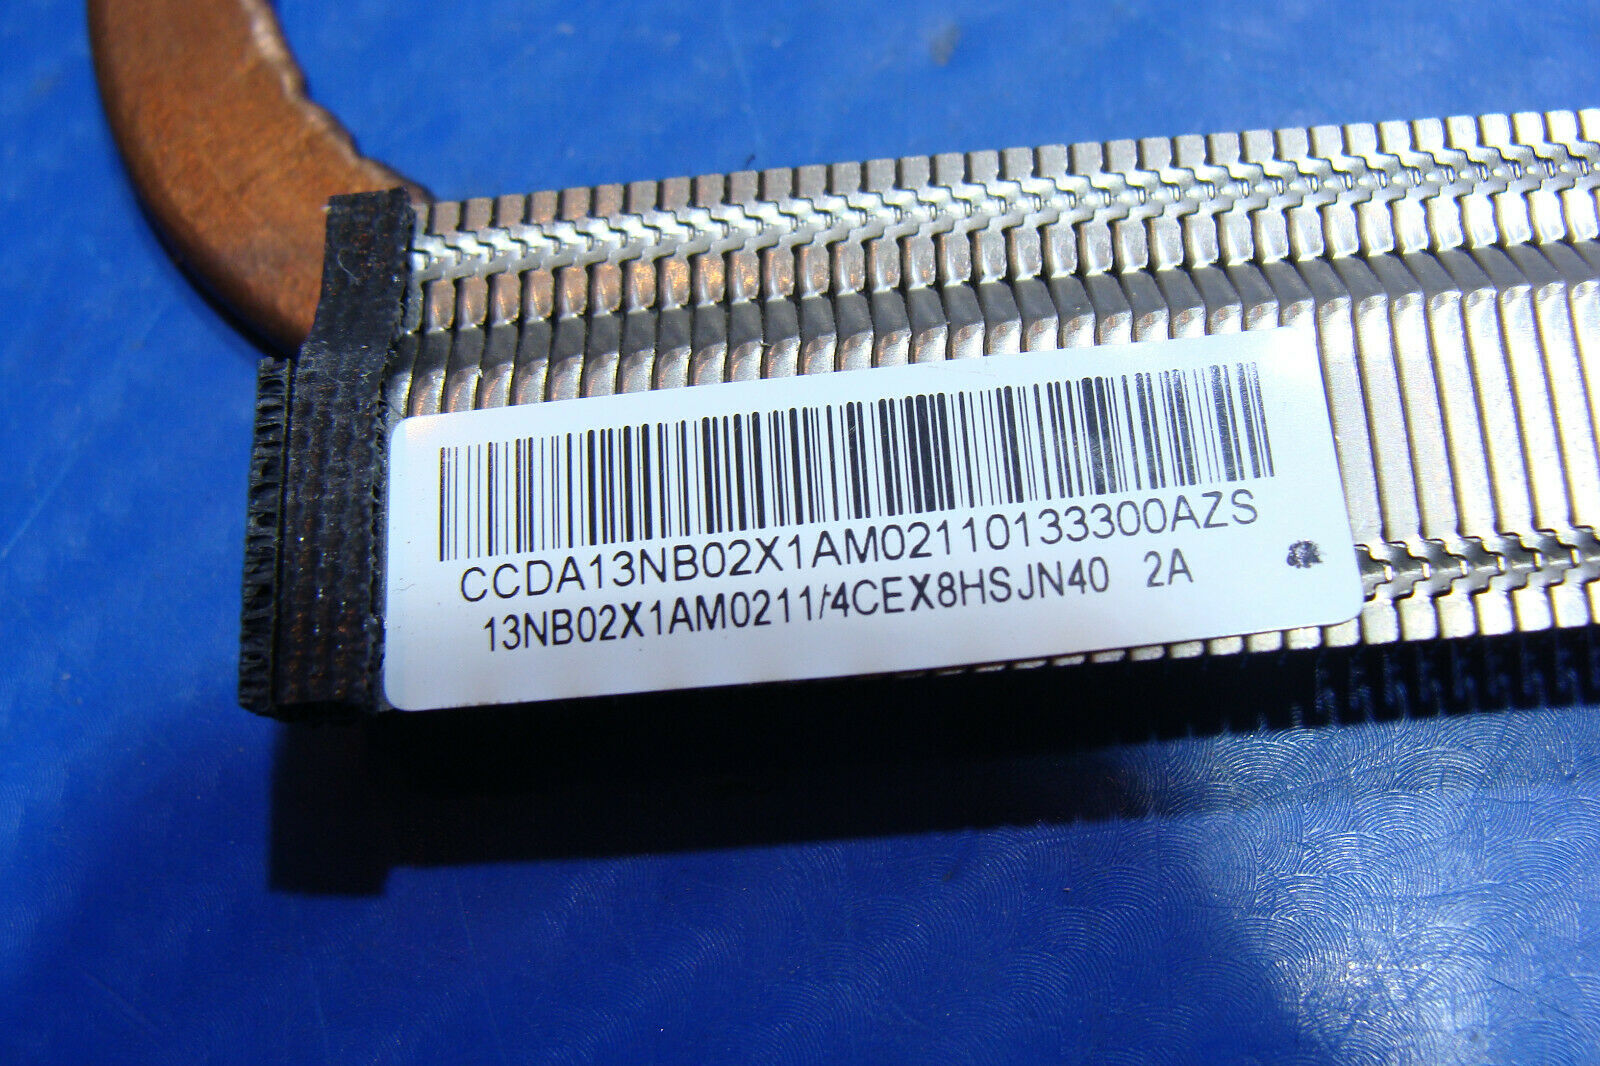 CCDA13NB02X1AM02110133300AZS
13NB02X1AM0211/4CEX8HSJN40 2A